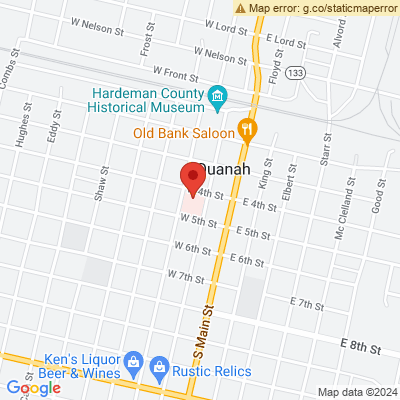 Map error: g.co/staticmaperror
W Lord St
E Lord St
W Nelson St
W Nelson St
Frost St
Floyd St
Alvord
Combs St
W Front St
133
Hardeman County
Historical Museum
Hughes St
Eddy St
Old Bank Saloon
Starr St
Quanah
King St
Elbert St
Shaw St
Mc Clelland St
Good St
4th St
E 4th St
W 5th St
E 5th St
W 6th St
E 6th St
W 7th St
E 7th St
S Main St
E 8th St
Ken's Liquor
Beer & Wines
Rustic Relics
Google
Map data ©2024